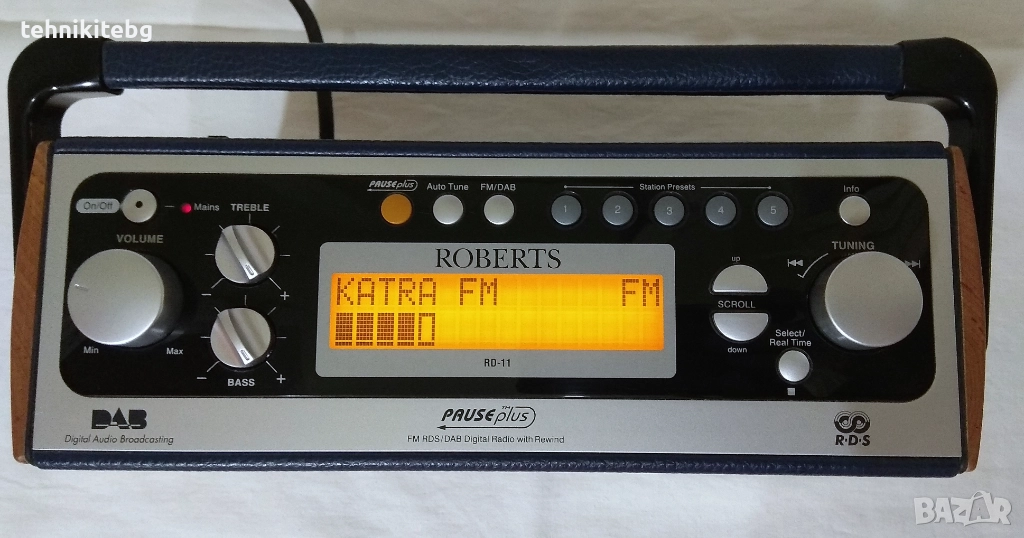 tehnikitebg
PAUSEplus Auto Tune FM/DAB Station Presets Info
On/Off Mains TREBLE
1 2 3 4 5
VOLUME
TUNING
ROBERTS
up
- +
KATRA FM FM
SCROLL
Select/
Real Time
down
Min Max
RD-11
- BASS +
DAB
Digital Audio Broadcasting
PAUSEplus™
FM RDS/DAB Digital Radio with Rewind
R·D·S
BAZAR